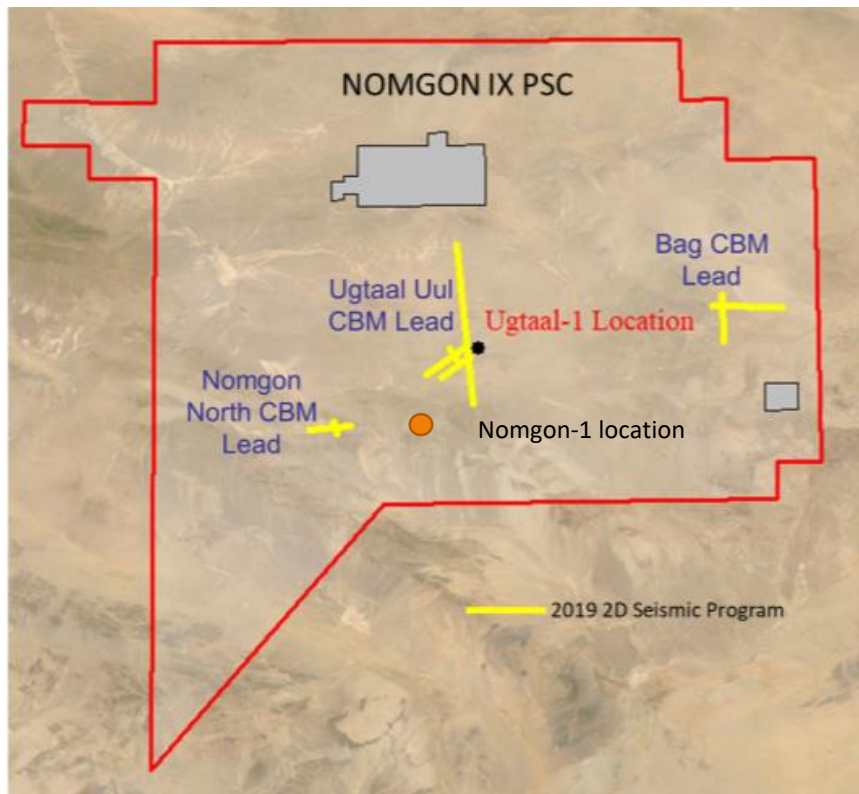 NOMGON IX PSC
Bag CBM
Lead
Ugtaal Uul
CBM Lead
Ugtaal-1 Location
Nomgon
North CBM
Lead
Nomgon-1 location
2019 2D Seismic Program